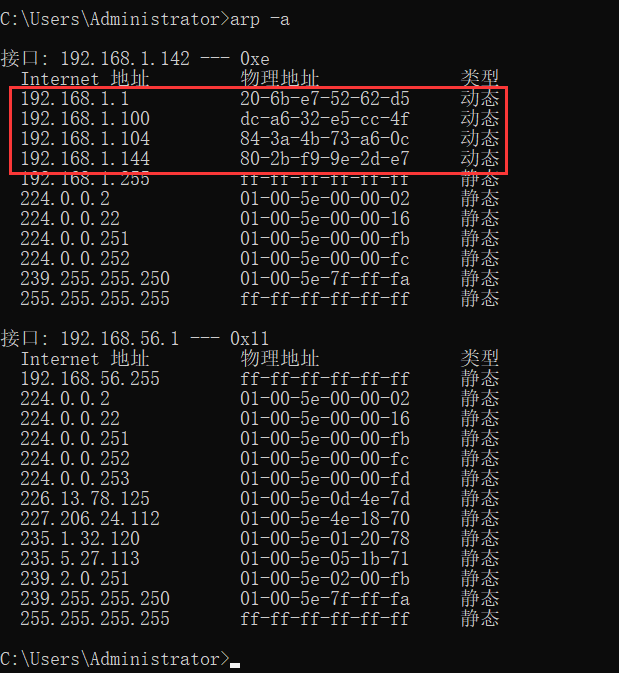 C:\Users\Administrator>arp -a
接口: 192.168.1.142 --- 0xe
Internet 地址 物理地址 类型
192.168.1.1 20-6b-e7-52-62-d5 动态
192.168.1.100 dc-a6-32-e5-cc-4f 动态
192.168.1.104 84-3a-4b-73-a6-0c 动态
192.168.1.144 80-2b-f9-9e-2d-e7 动态
192.168.1.255 ff-ff-ff-ff-ff-ff 静态
224.0.0.2 01-00-5e-00-00-02 静态
224.0.0.22 01-00-5e-00-00-16 静态
224.0.0.251 01-00-5e-00-00-fb 静态
224.0.0.252 01-00-5e-00-00-fc 静态
239.255.255.250 01-00-5e-7f-ff-fa 静态
255.255.255.255 ff-ff-ff-ff-ff-ff 静态
接口: 192.168.56.1 --- 0x11
Internet 地址 物理地址 类型
192.168.56.255 ff-ff-ff-ff-ff-ff 静态
224.0.0.2 01-00-5e-00-00-02 静态
224.0.0.22 01-00-5e-00-00-16 静态
224.0.0.251 01-00-5e-00-00-fb 静态
224.0.0.252 01-00-5e-00-00-fc 静态
224.0.0.253 01-00-5e-00-00-fd 静态
226.13.78.125 01-00-5e-0d-4e-7d 静态
227.206.24.112 01-00-5e-4e-18-70 静态
235.1.32.120 01-00-5e-01-20-78 静态
235.5.27.113 01-00-5e-05-1b-71 静态
239.2.0.251 01-00-5e-02-00-fb 静态
239.255.255.250 01-00-5e-7f-ff-fa 静态
255.255.255.255 ff-ff-ff-ff-ff-ff 静态
C:\Users\Administrator>